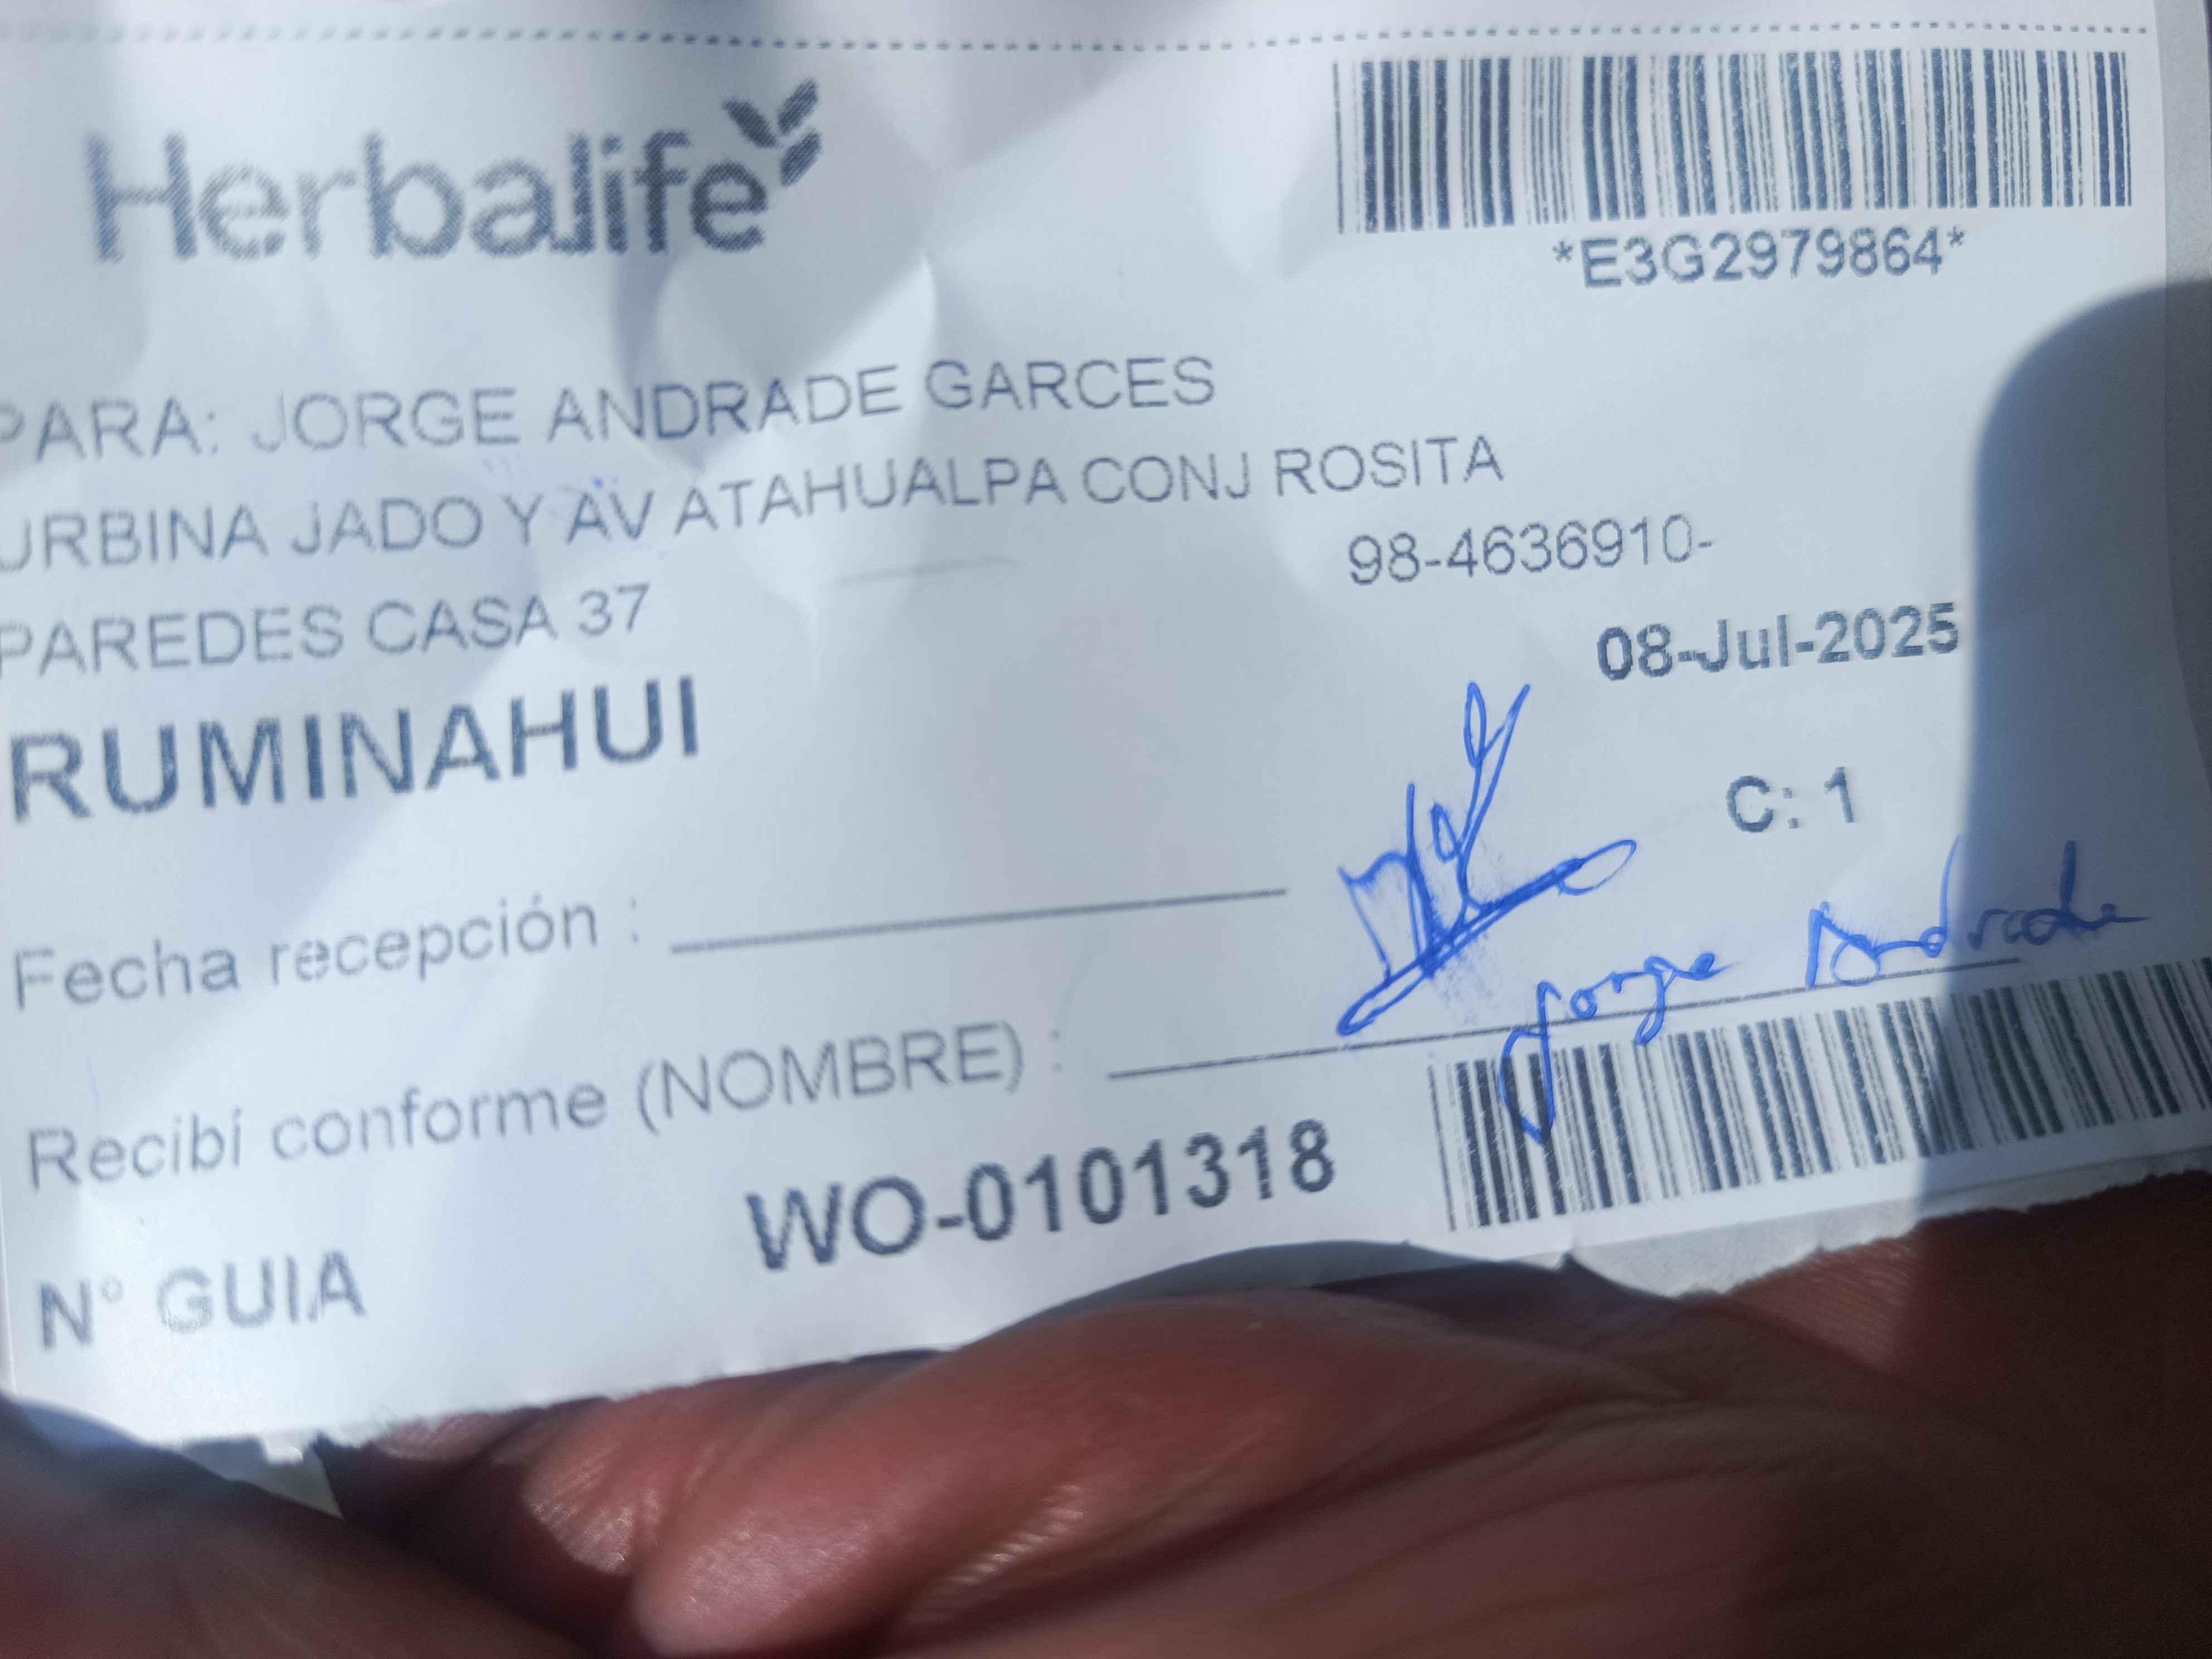 Herbalife
*E3G2979864*
PARA: JORGE ANDRADE GARCES
URBINA JADO Y AV ATAHUALPA CONJ ROSITA
98-4636910-
PAREDES CASA 37
08-Jul-2025
RUMINAHUI
C: 1
Fecha recepción :
Jorge Andrade
Recibí conforme (NOMBRE) :
N° GUIA WO-0101318